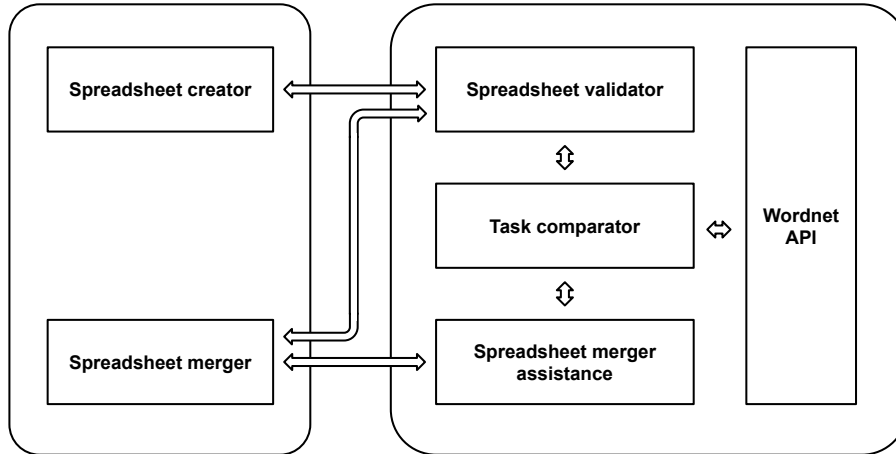 Spreadsheet creator
Spreadsheet validator
Task comparator
Wordnet
API
Spreadsheet merger
Spreadsheet merger
assistance